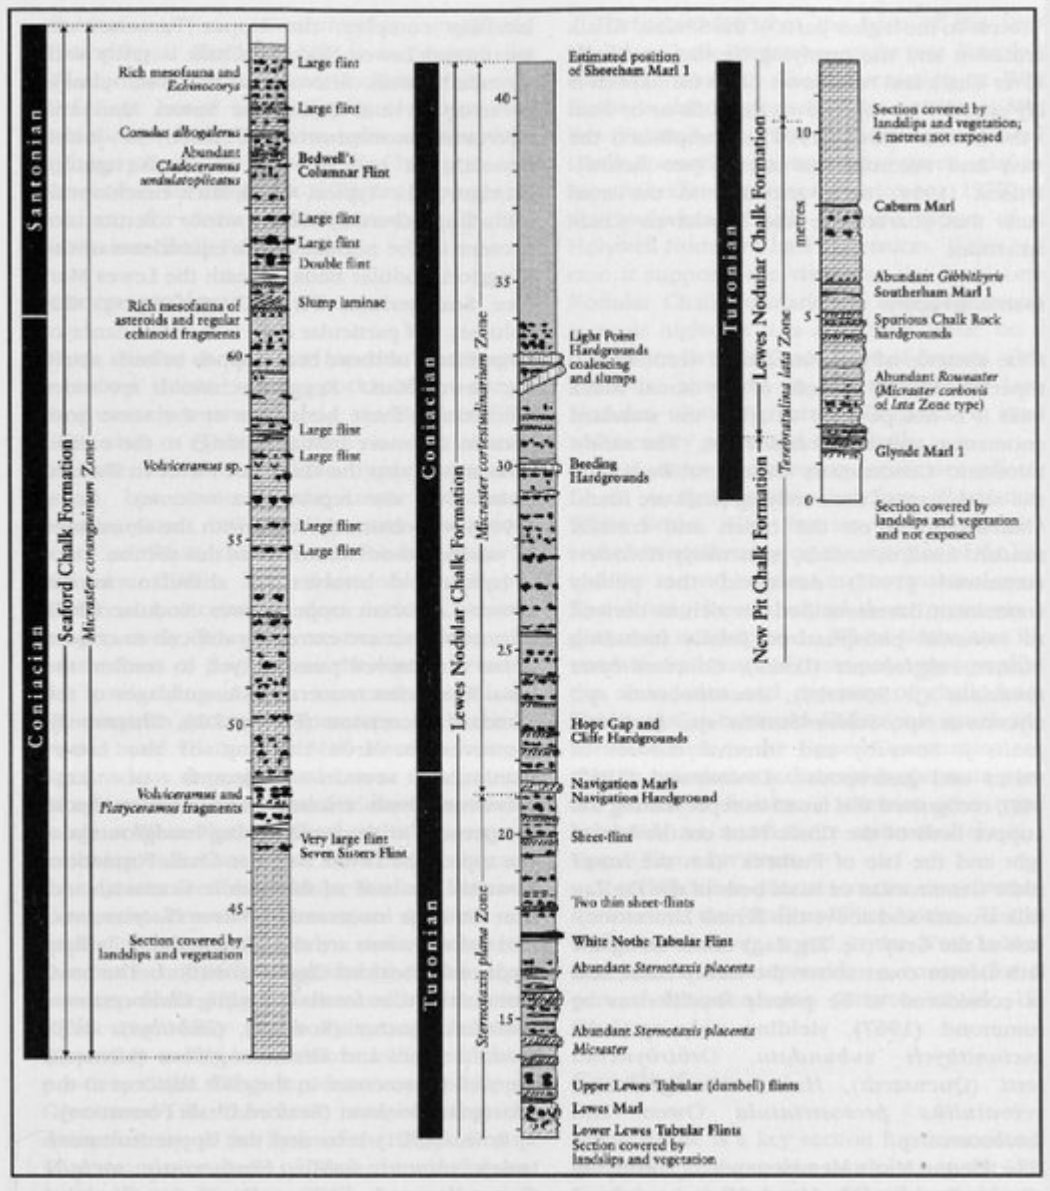 Santonian
Coniacian
Seaford Chalk Formation
Micraster coranguinum Zone
Rich mesofauna and
Echinocorys
Conulus albogalerus
Abundant
Cladoceramus
undulatoplicatus
Rich mesofauna of
asteroids and regular
echinoid fragments
60
Volviceramus sp.
55
50
Volviceramus and
Platyceramus fragments
45
Section covered by
landslips and vegetation
Large flint
Large flint
Bedwell's
Columnar Flint
Large flint
Large flint
Double flint
Slump laminae
Large flint
Large flint
Large flint
Large flint
Very large flint
Seven Sisters Flint
Coniacian
Turonian
Lewes Nodular Chalk Formation
Micraster cortestudinarium Zone
Sternotaxis plana Zone
40
35
30
25
20
15
Estimated position
of Shoreham Marl 1
Light Point
Hardgrounds
coalescing
and slumps
Beeding
Hardgrounds
Hope Gap and
Cliffe Hardgrounds
Navigation Marls
Navigation Hardground
Sheet-flint
Two thin sheet-flints
White Nothe Tabular Flint
Abundant Sternotaxis placenta
Abundant Sternotaxis placenta
Micraster
Upper Lewes Tubular (dumbell) flints
Lewes Marl
Lower Lewes Tubular Flints
Section covered by
landslips and vegetation
Turonian
New Pit Chalk Formation
Lewes Nodular Chalk Formation
Terebratulina lata Zone
metres
10
5
0
Section covered by
landslips and vegetation;
4 metres not exposed
Caburn Marl
Abundant Gibbithyris
Southerham Marl 1
Spurious Chalk Rock
hardgrounds
Abundant Roweaster
(Micraster corbovis
of Lata Zone type)
Glynde Marl 1
Section covered by
landslips and vegetation
and not exposed